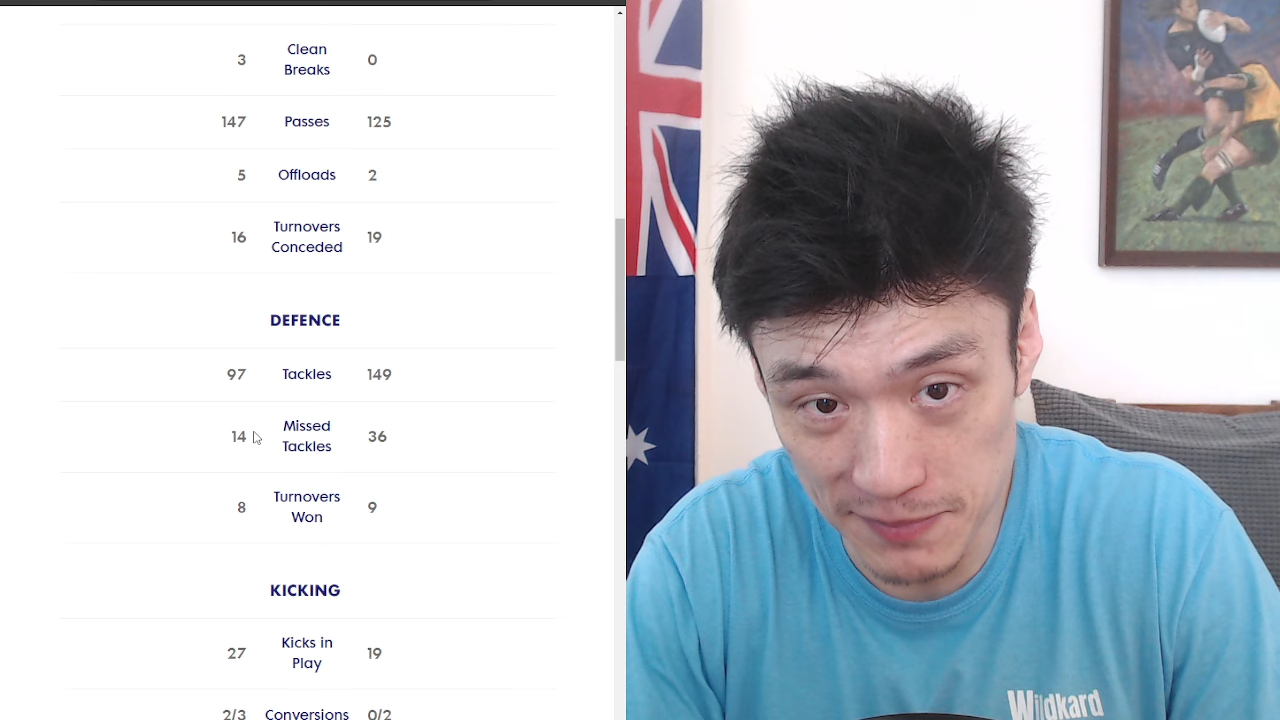 3 Clean Breaks 0
147 Passes 125
5 Offloads 2
16 Turnovers Conceded 19
DEFENCE
97 Tackles 149
14 Missed Tackles 36
8 Turnovers Won 9
KICKING
27 Kicks in Play 19
2/3 Conversions 0/2
Wildkard